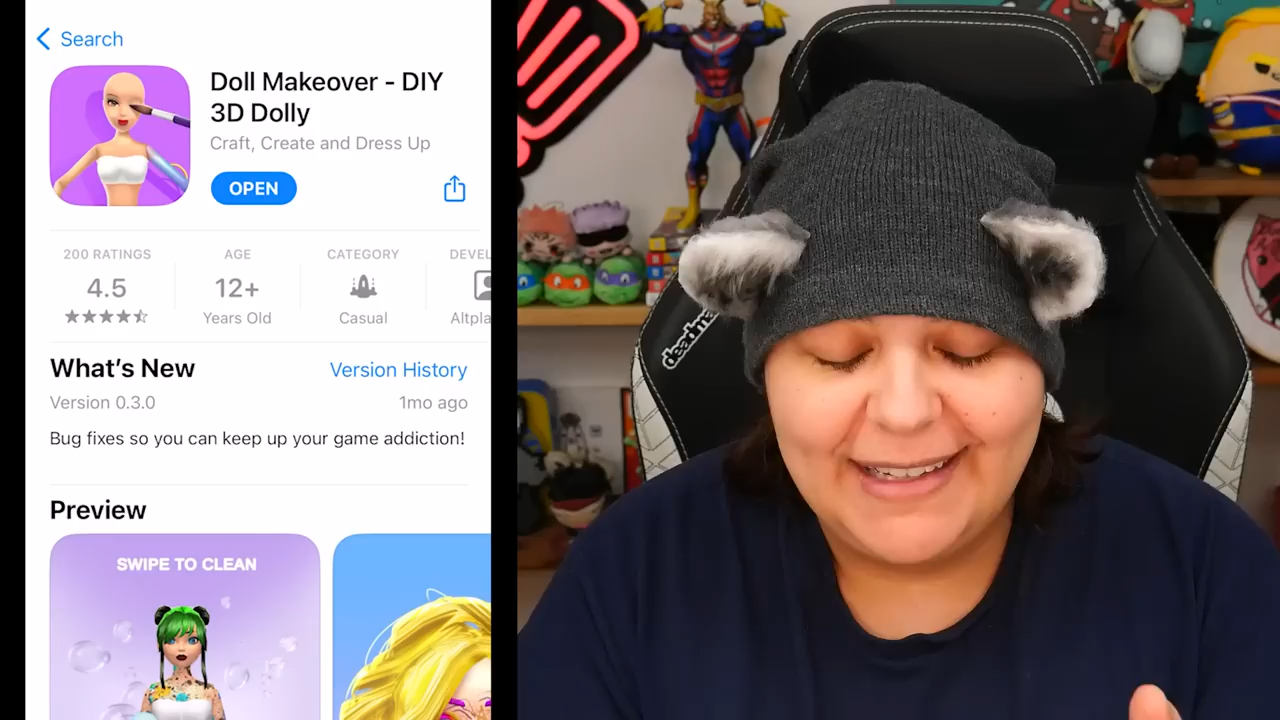 Search
Doll Makeover - DIY
3D Dolly
Craft, Create and Dress Up
OPEN
200 RATINGS
AGE
CATEGORY
4.5
12+
Years Old
Casual
What's New
Version History
Version 0.3.0
1mo ago
Bug fixes so you can keep up your game addiction!
Preview
SWIPE TO CLEAN